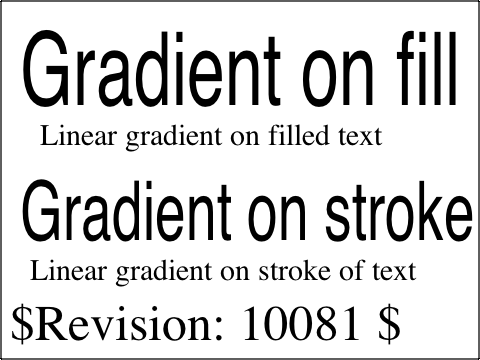 Gradient on fill
Linear gradient on filled text
Gradient on stroke
Linear gradient on stroke of text
$Revision: 10081 $